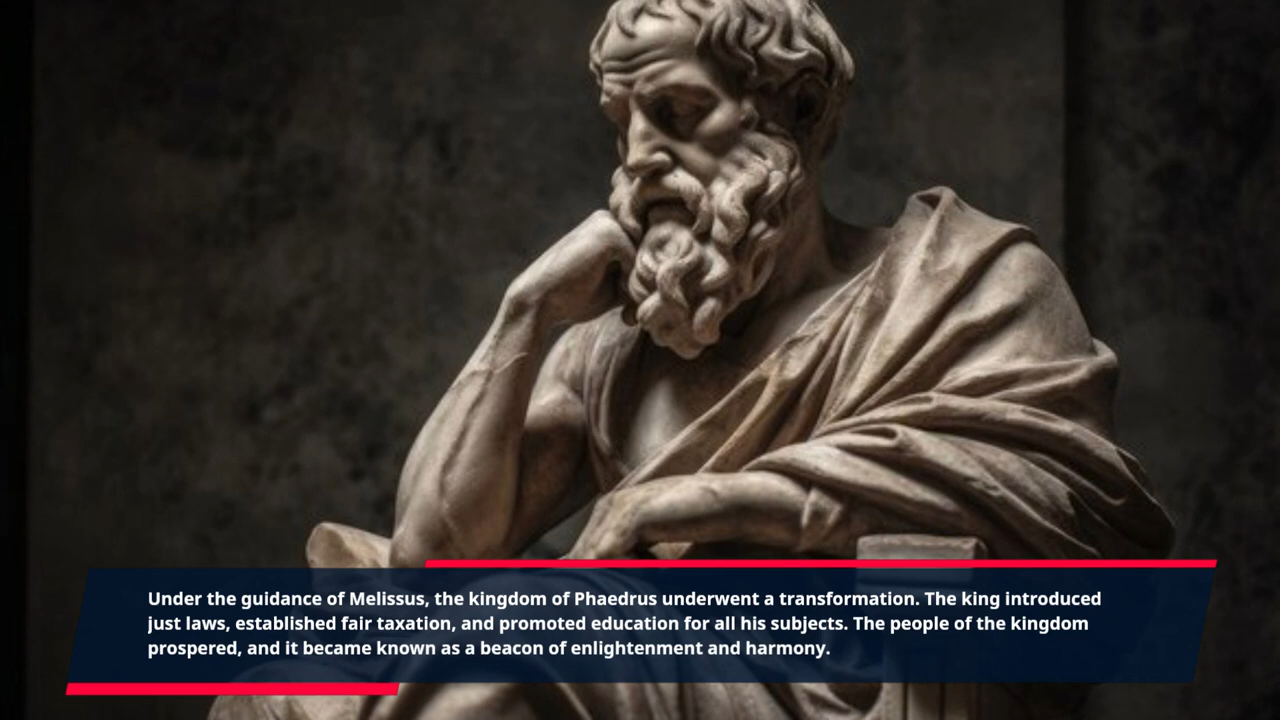 Under the guidance of Melissus, the kingdom of Phaedrus underwent a transformation. The king introduced
just laws, established fair taxation, and promoted education for all his subjects. The people of the kingdom
prospered, and it became known as a beacon of enlightenment and harmony.